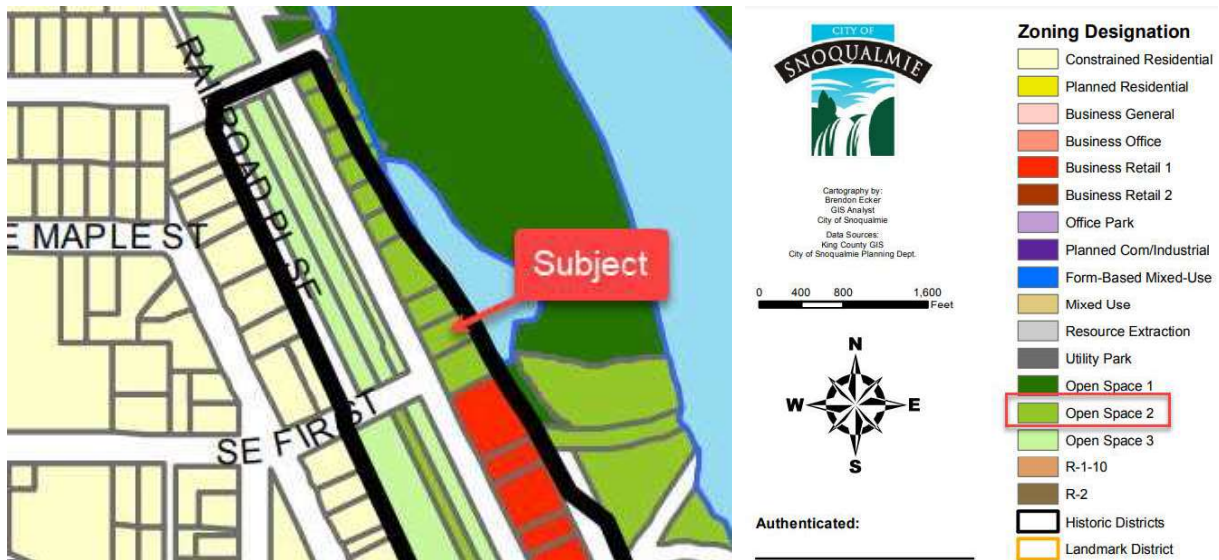 RAILROAD PL SE
E MAPLE ST
Subject
SE FIRST
CITY OF
SNOQUALMIE
Cartography by:
Brendon Ecker
GIS Analyst
City of Snoqualmie
Data Sources:
King County GIS
City of Snoqualmie Planning Dept.
0 400 800 1,600
Feet
N
W E
S
Authenticated:
Zoning Designation
Constrained Residential
Planned Residential
Business General
Business Office
Business Retail 1
Business Retail 2
Office Park
Planned Com/Industrial
Form-Based Mixed-Use
Mixed Use
Resource Extraction
Utility Park
Open Space 1
Open Space 2
Open Space 3
R-1-10
R-2
Historic Districts
Landmark District